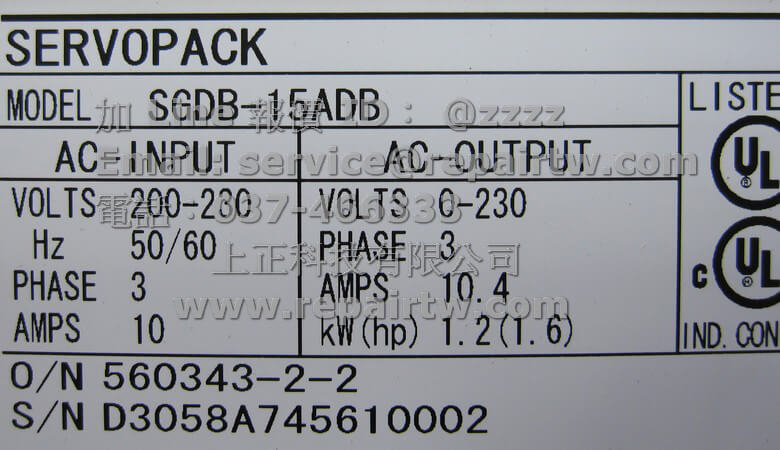 SERVOPACK
MODEL SGDB-15ADB
加 Line 報價 ID： @zzzz
LISTE
AC-INPUT
AC-OUTPUT
Email: service@repairtw.com
UL
VOLTS 200-230
VOLTS 0-230
電話：037-466333
Hz 50/60
PHASE 3
上正科技有限公司
C UL
PHASE 3
AMPS 10.4
www.repairtw.com
AMPS 10
kW(hp) 1.2(1.6)
IND. CON
O/N 560343-2-2
S/N D3058A745610002